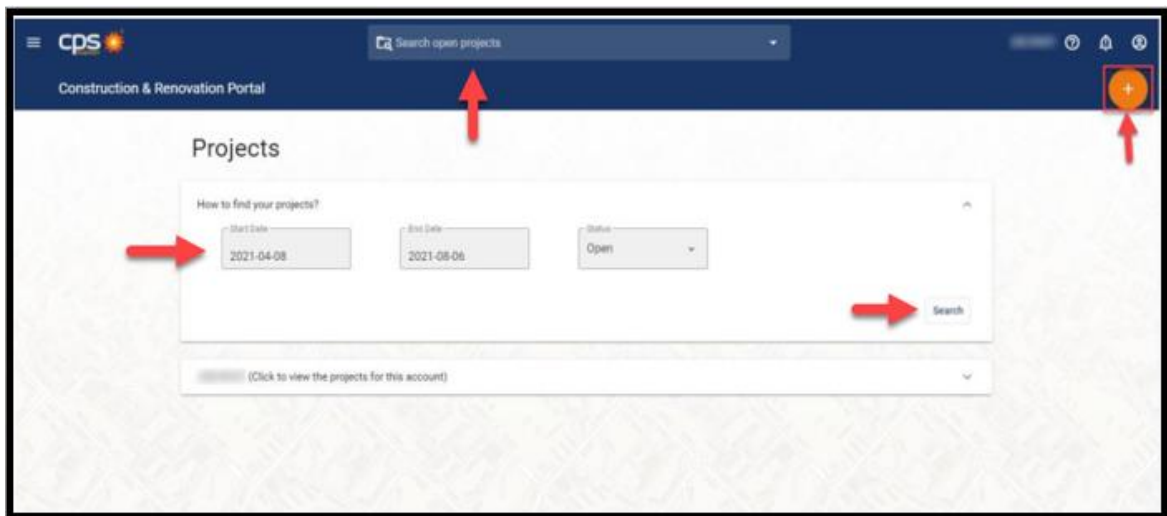 cps
Search open projects
Construction & Renovation Portal
Projects
How to find your projects?
Start Date
End Date
Status
2021-04-08
2021-08-06
Open
Search
(Click to view the projects for this account)